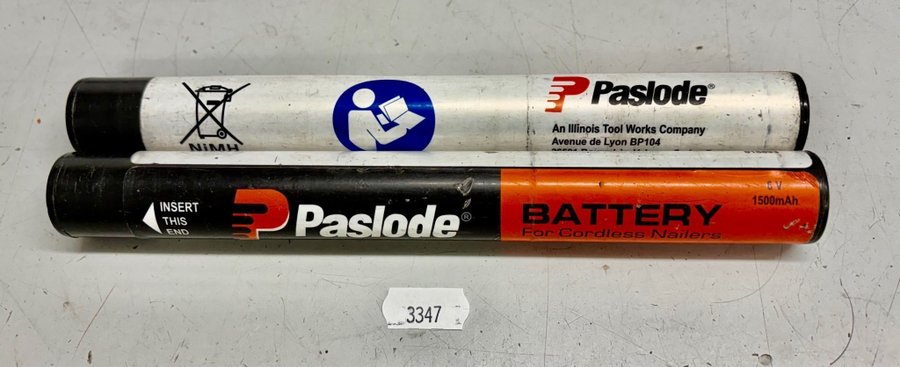 NiMH
Paslode®
An Illinois Tool Works Company
Avenue de Lyon BP104
INSERT
THIS
END
Paslode®
BATTERY
For Cordless Nailers
6 V
1500mAh
3347